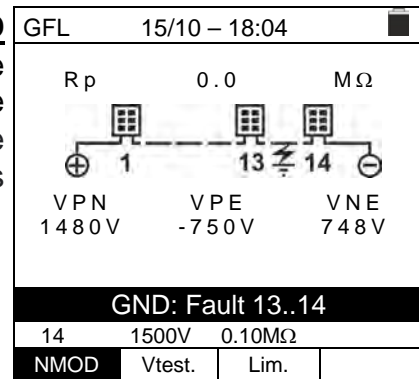 GFL 15/10 – 18:04
Rp 0.0 MΩ
1 13 14
VPN VPE VNE
1480V -750V 748V
GND: Fault 13..14
14 1500V 0.10MΩ
NMOD Vtest. Lim.